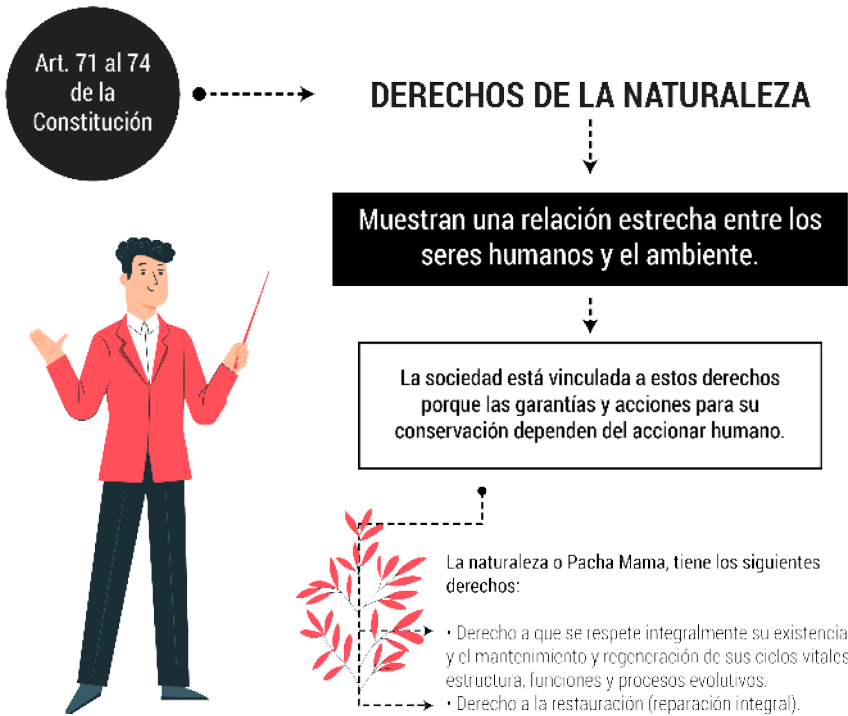 Art. 71 al 74
de la
Constitución
DERECHOS DE LA NATURALEZA
Muestran una relación estrecha entre los
seres humanos y el ambiente.
La sociedad está vinculada a estos derechos
porque las garantías y acciones para su
conservación dependen del accionar humano.
La naturaleza o Pacha Mama, tiene los siguientes
derechos:
• Derecho a que se respete integralmente su existencia
y el mantenimiento y regeneración de sus ciclos vitales
estructura, funciones y procesos evolutivos.
• Derecho a la restauración (reparación integral).